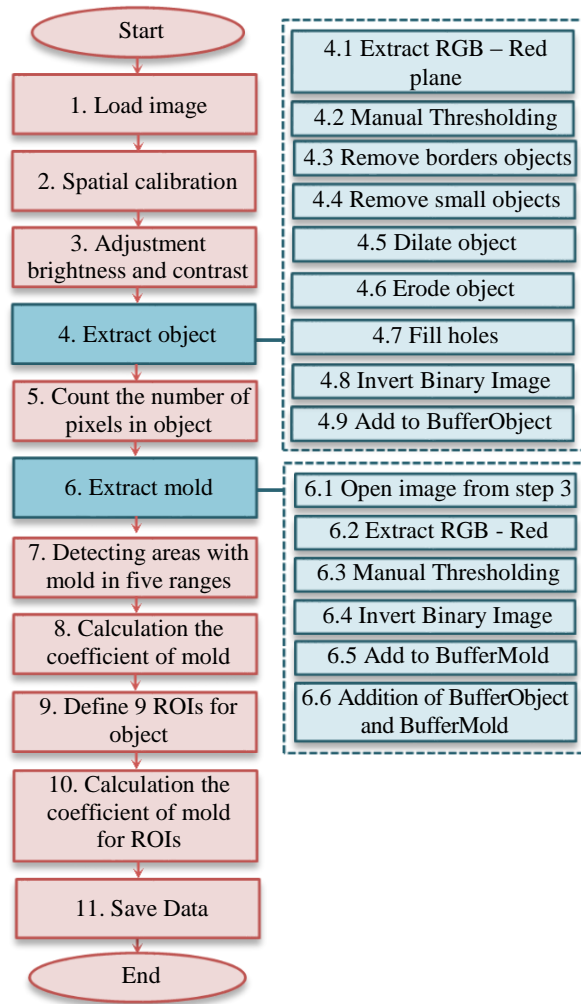 Start
1. Load image
2. Spatial calibration
3. Adjustment
brightness and contrast
4. Extract object
5. Count the number of
pixels in object
6. Extract mold
7. Detecting areas with
mold in five ranges
8. Calculation the
coefficient of mold
9. Define 9 ROIs for
object
10. Calculation the
coefficient of mold
for ROIs
11. Save Data
End
4.1 Extract RGB – Red
plane
4.2 Manual Thresholding
4.3 Remove borders objects
4.4 Remove small objects
4.5 Dilate object
4.6 Erode object
4.7 Fill holes
4.8 Invert Binary Image
4.9 Add to BufferObject
6.1 Open image from step 3
6.2 Extract RGB - Red
6.3 Manual Thresholding
6.4 Invert Binary Image
6.5 Add to BufferMold
6.6 Addition of BufferObject
and BufferMold